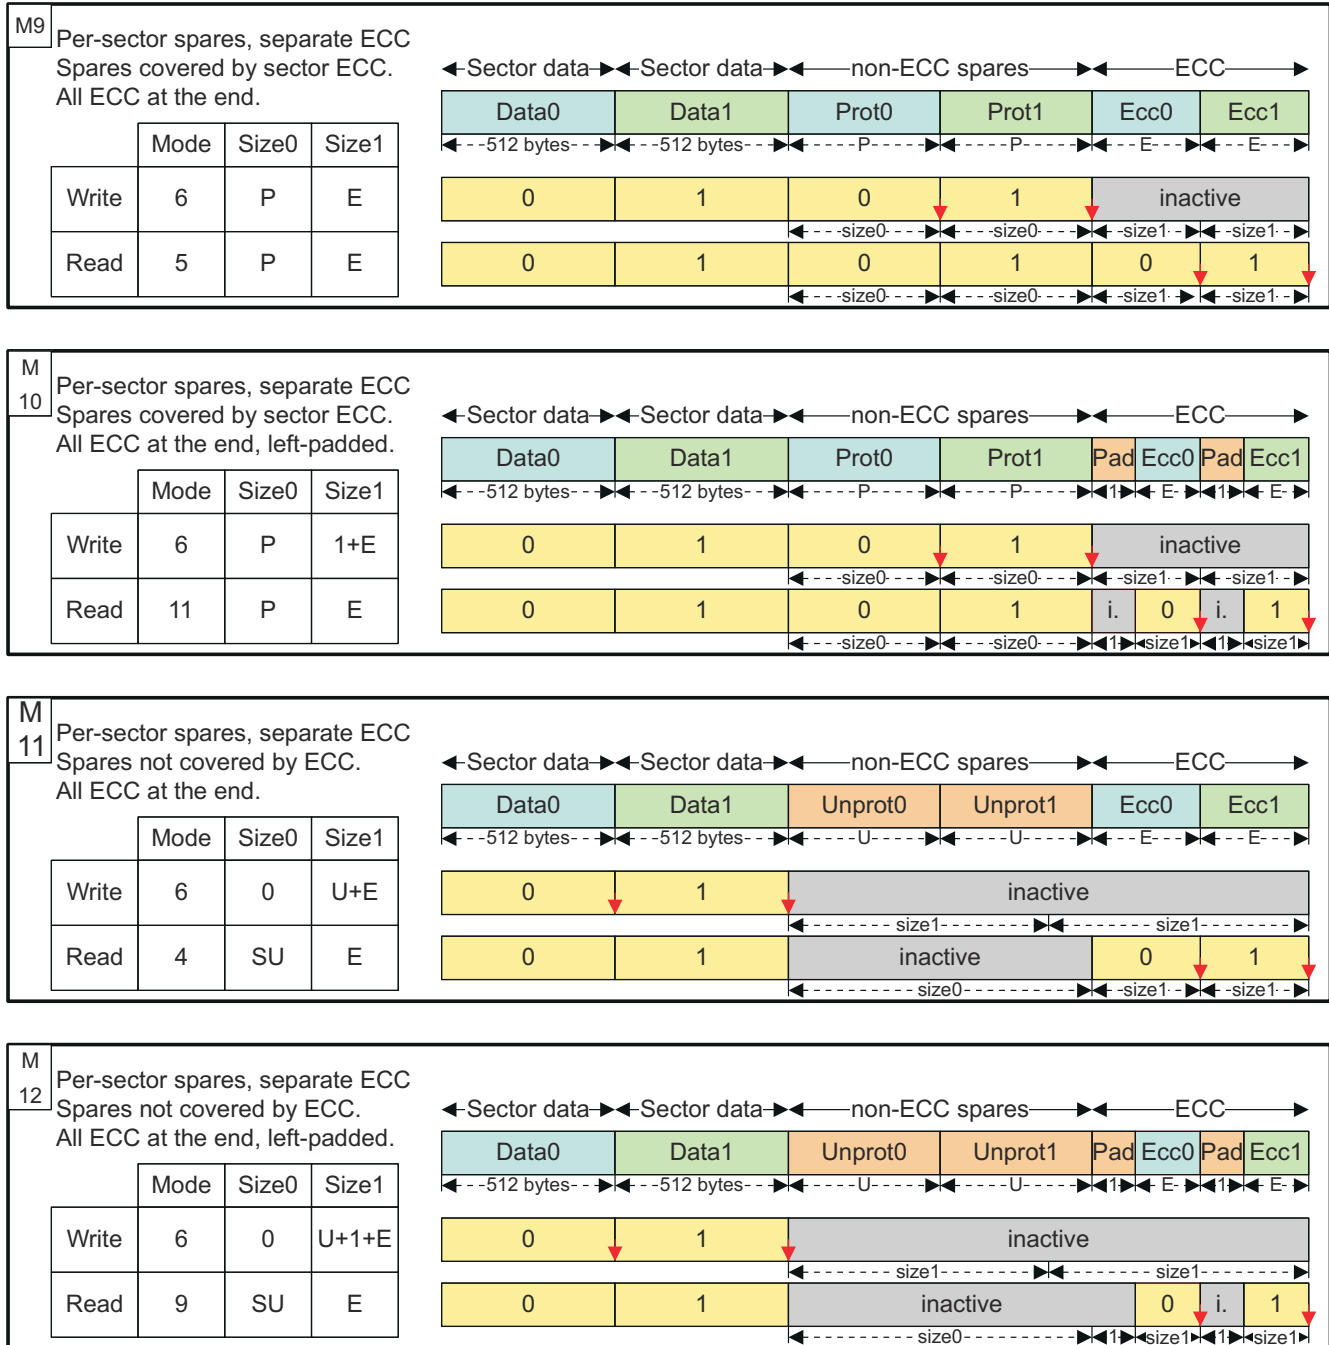 M9
Per-sector spares, separate ECC
Spares covered by sector ECC.
All ECC at the end.
Mode Size0 Size1
Write 6 P E
Read 5 P E
Sector data Sector data non-ECC spares ECC
Data0 Data1 Prot0 Prot1 Ecc0 Ecc1
512 bytes 512 bytes P P E E
0 1 0 1 inactive
size0 size0 size1 size1
0 1 0 1 0 1
size0 size0 size1 size1
M
10
Per-sector spares, separate ECC
Spares covered by sector ECC.
All ECC at the end, left-padded.
Mode Size0 Size1
Write 6 P 1+E
Read 11 P E
Sector data Sector data non-ECC spares ECC
Data0 Data1 Prot0 Prot1 Pad Ecc0 Pad Ecc1
512 bytes 512 bytes P P 1 E 1 E
0 1 0 1 inactive
size0 size0 size1 size1
0 1 0 1 i. 0 i. 1
size0 size0 1 size1 1 size1
M
11
Per-sector spares, separate ECC
Spares not covered by ECC.
All ECC at the end.
Mode Size0 Size1
Write 6 0 U+E
Read 4 SU E
Sector data Sector data non-ECC spares ECC
Data0 Data1 Unprot0 Unprot1 Ecc0 Ecc1
512 bytes 512 bytes U U E E
0 1 inactive
size1 size1
0 1 inactive 0 1
size0 size1 size1
M
12
Per-sector spares, separate ECC
Spares not covered by ECC.
All ECC at the end, left-padded.
Mode Size0 Size1
Write 6 0 U+1+E
Read 9 SU E
Sector data Sector data non-ECC spares ECC
Data0 Data1 Unprot0 Unprot1 Pad Ecc0 Pad Ecc1
512 bytes 512 bytes U U 1 E 1 E
0 1 inactive
size1 size1
0 1 inactive 0 i. 1
size0 1 size1 1 size1